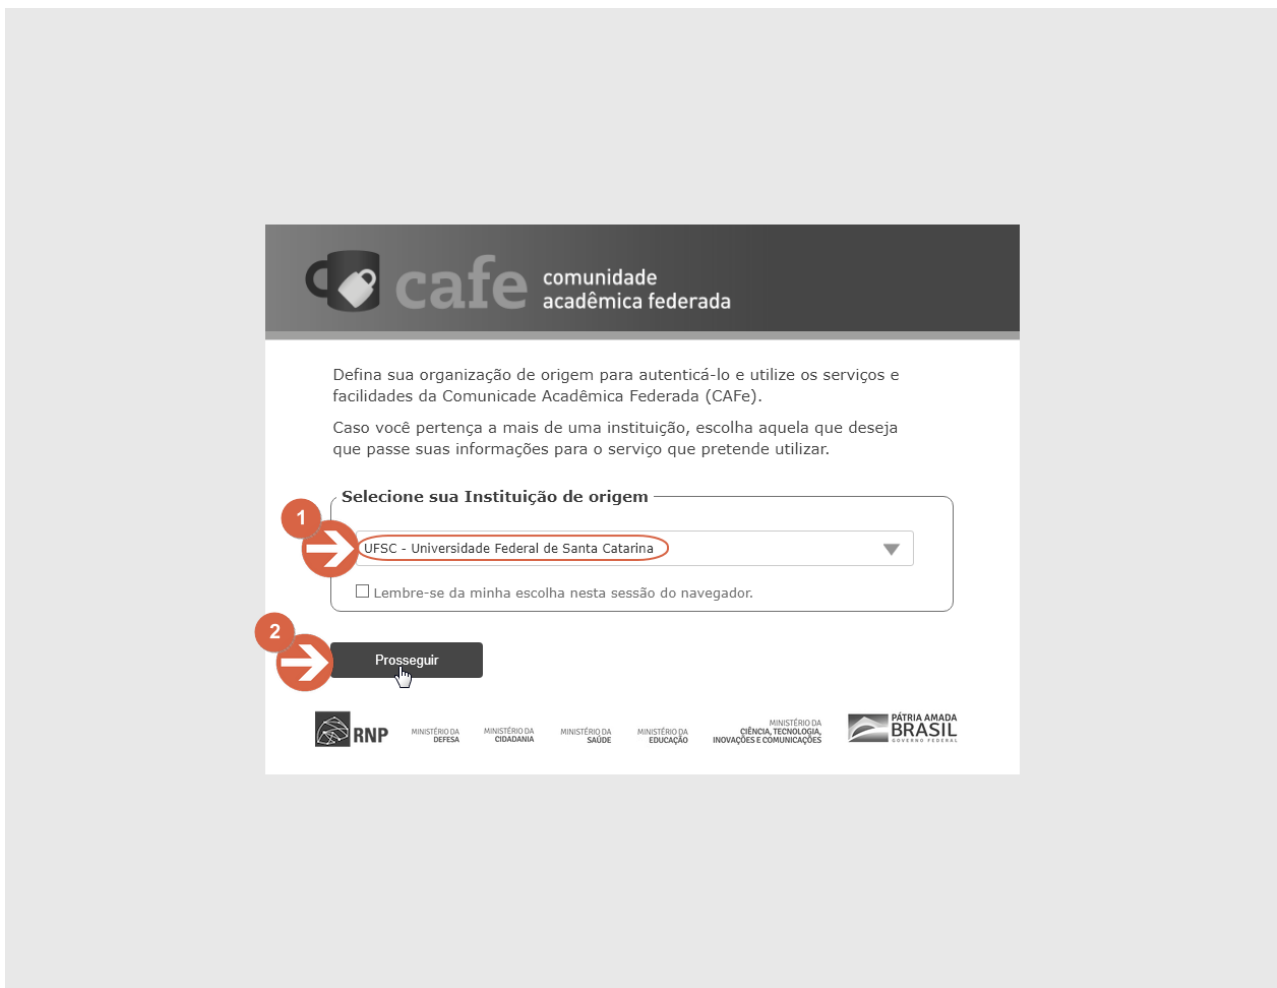 cafe comunidade
acadêmica federada
Defina sua organização de origem para autenticá-lo e utilize os serviços e
facilidades da Comunicade Acadêmica Federada (CAFe).
Caso você pertença a mais de uma instituição, escolha aquela que deseja
que passe suas informações para o serviço que pretende utilizar.
Selecione sua Instituição de origem
1
UFSC - Universidade Federal de Santa Catarina
Lembre-se da minha escolha nesta sessão do navegador.
2
Prosseguir
RNP
MINISTÉRIO DA
DEFESA
MINISTÉRIO DA
CIDADANIA
MINISTÉRIO DA
SAÚDE
MINISTÉRIO DA
EDUCAÇÃO
MINISTÉRIO DA
CIÊNCIA, TECNOLOGIA,
INOVAÇÕES E COMUNICAÇÕES
PÁTRIA AMADA
BRASIL
GOVERNO FEDERAL